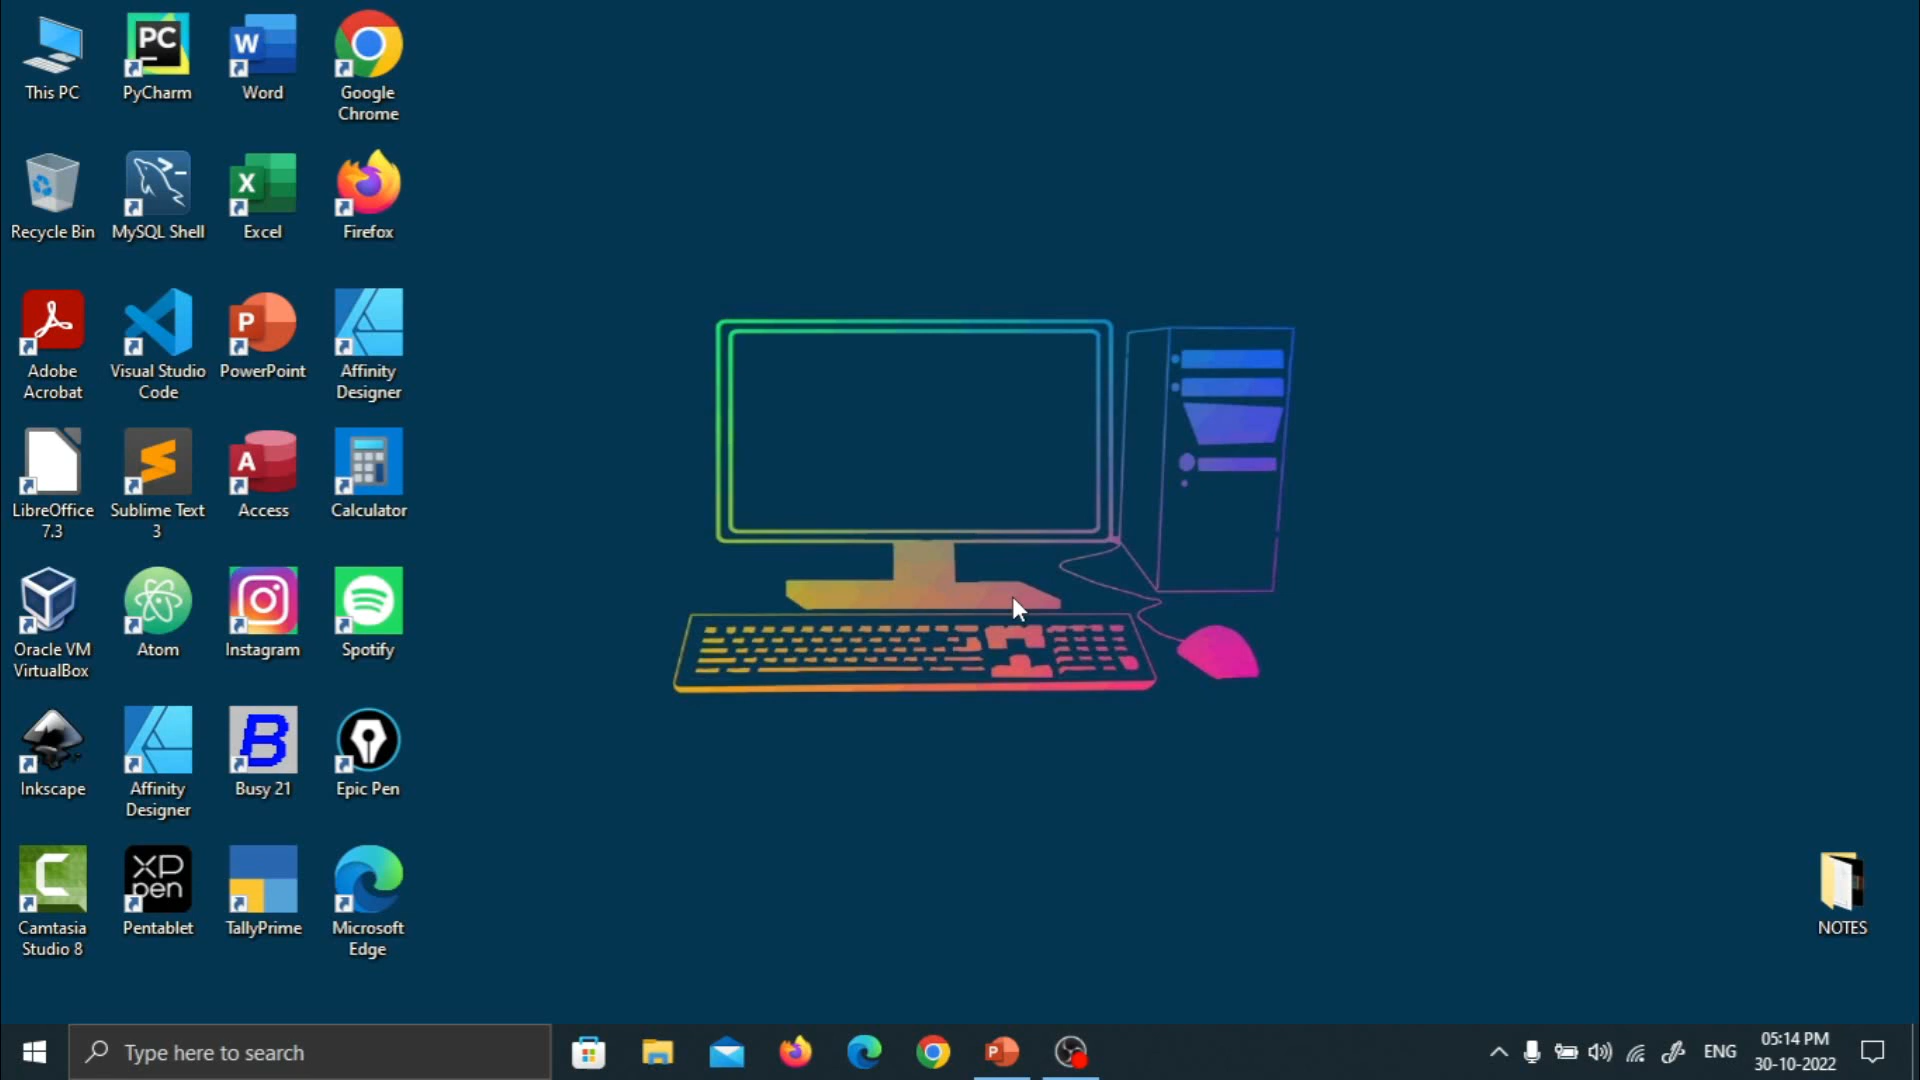 This PC
PyCharm
Word
Google
Chrome
Recycle Bin
MySQL Shell
Excel
Firefox
Adobe
Acrobat
Visual Studio
Code
PowerPoint
Affinity
Designer
LibreOffice
7.3
Sublime Text
3
Access
Calculator
Oracle VM
VirtualBox
Atom
Instagram
Spotify
Inkscape
Affinity
Designer
Busy 21
Epic Pen
Camtasia
Studio 8
Pentablet
TallyPrime
Microsoft
Edge
NOTES
PC
W
X
P
A
B
C
XP
pen
Type here to search
P
ENG
05:14 PM
30-10-2022